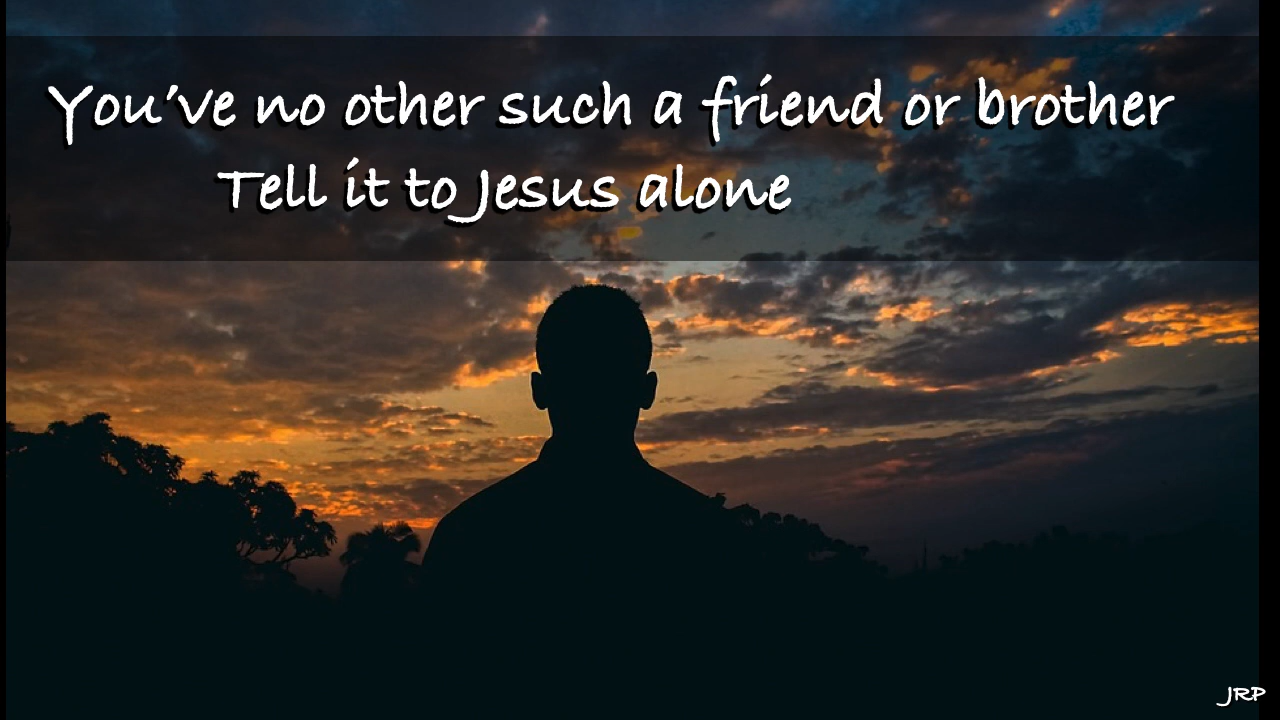 You've no other such a friend or brother
Tell it to Jesus alone
JRP